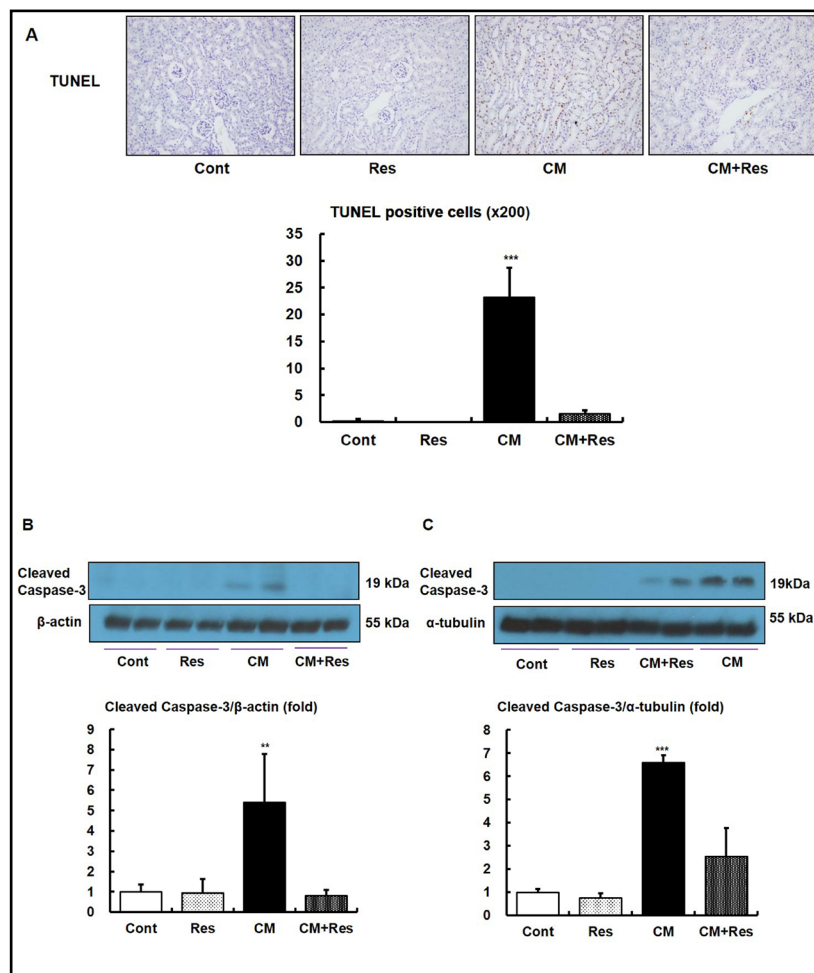 A
TUNEL
Cont Res CM CM+Res
TUNEL positive cells (x200)
35
30
25
20
15
10
5
0
***
Cont Res CM CM+Res
B
Cleaved
Caspase-3
19 kDa
β-actin
55 kDa
Cont Res CM CM+Res
Cleaved Caspase-3/β-actin (fold)
9
8
7
6
5
4
3
2
1
0
**
Cont Res CM CM+Res
C
Cleaved
Caspase-3
19kDa
α-tubulin
55 kDa
Cont Res CM+Res CM
Cleaved Caspase-3/α-tubulin (fold)
8
7
6
5
4
3
2
1
0
***
Cont Res CM CM+Res